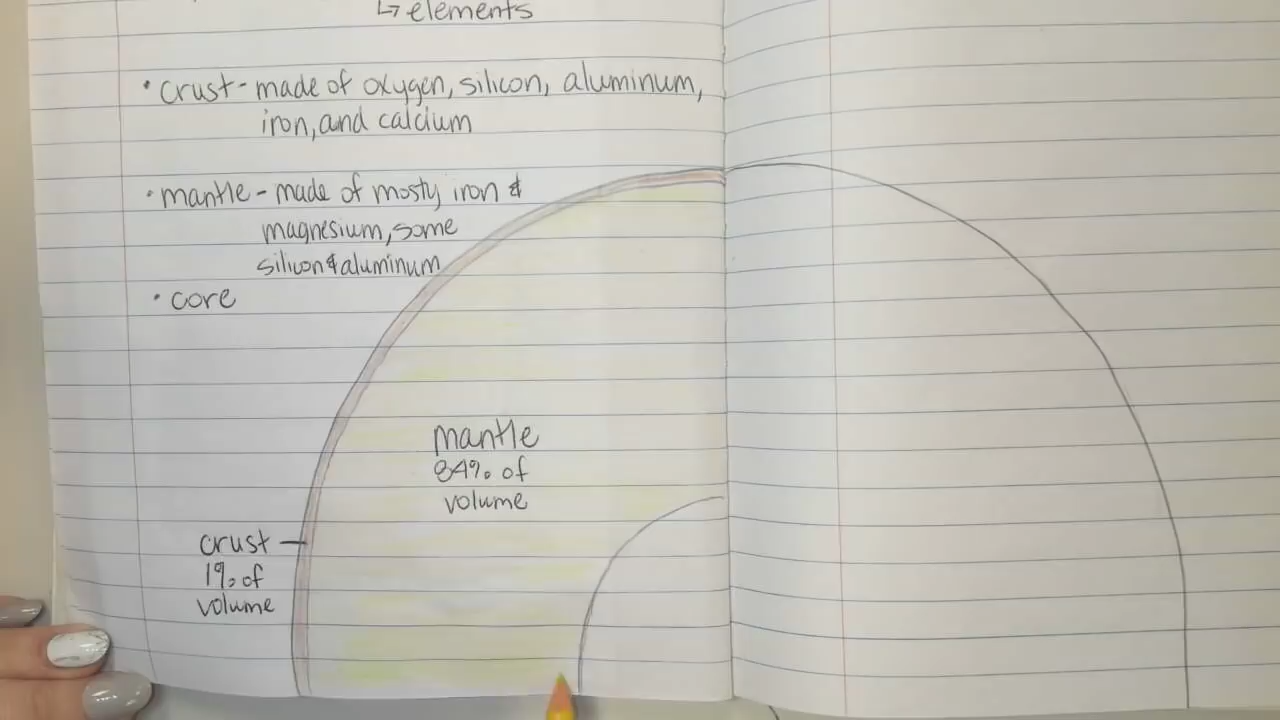 ↳ elements
• crust - made of oxygen, silicon, aluminum,
iron, and calcium
• mantle - made of mosty iron &
magnesium, some
silicon & aluminum
• core
mantle
84% of
volume
crust
1% of
volume